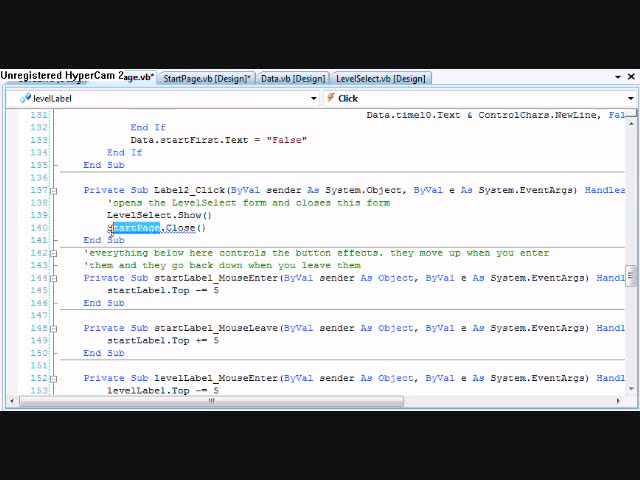 Unregistered HyperCam 2
age.vb*
StartPage.vb [Design]*
Data.vb [Design]
LevelSelect.vb [Design]
levelLabel
Click
131 Data.time10.Text & ControlChars.NewLine, Fal
132 End If
133 Data.startFirst.Text = "False"
134 End If
135 End Sub
136
137 Private Sub Label2_Click(ByVal sender As System.Object, ByVal e As System.EventArgs) Handles
138 'opens the LevelSelect form and closes this form
139 LevelSelect.Show()
140 StartPage.Close()
141 End Sub
142 'everything below here controls the button effects. they move up when you enter
143 'them and they go back down when you leave them
144 Private Sub startLabel_MouseEnter(ByVal sender As Object, ByVal e As System.EventArgs) Handl
145 startLabel.Top -= 5
146 End Sub
147
148 Private Sub startLabel_MouseLeave(ByVal sender As Object, ByVal e As System.EventArgs) Handl
149 startLabel.Top += 5
150 End Sub
151
152 Private Sub levelLabel_MouseEnter(ByVal sender As Object, ByVal e As System.EventArgs) Handl
153 levelLabel.Top -= 5